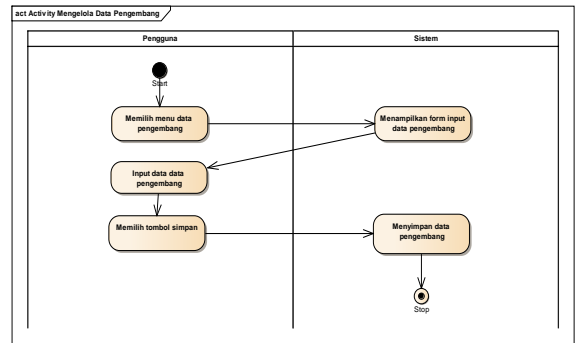 act Activity Mengelola Data Pengembang
Pengguna
Sistem
Start
Memilih menu data
pengembang
Menampilkan form input
data pengembang
Input data data
pengembang
Memilih tombol simpan
Menyimpan data
pengembang
Stop